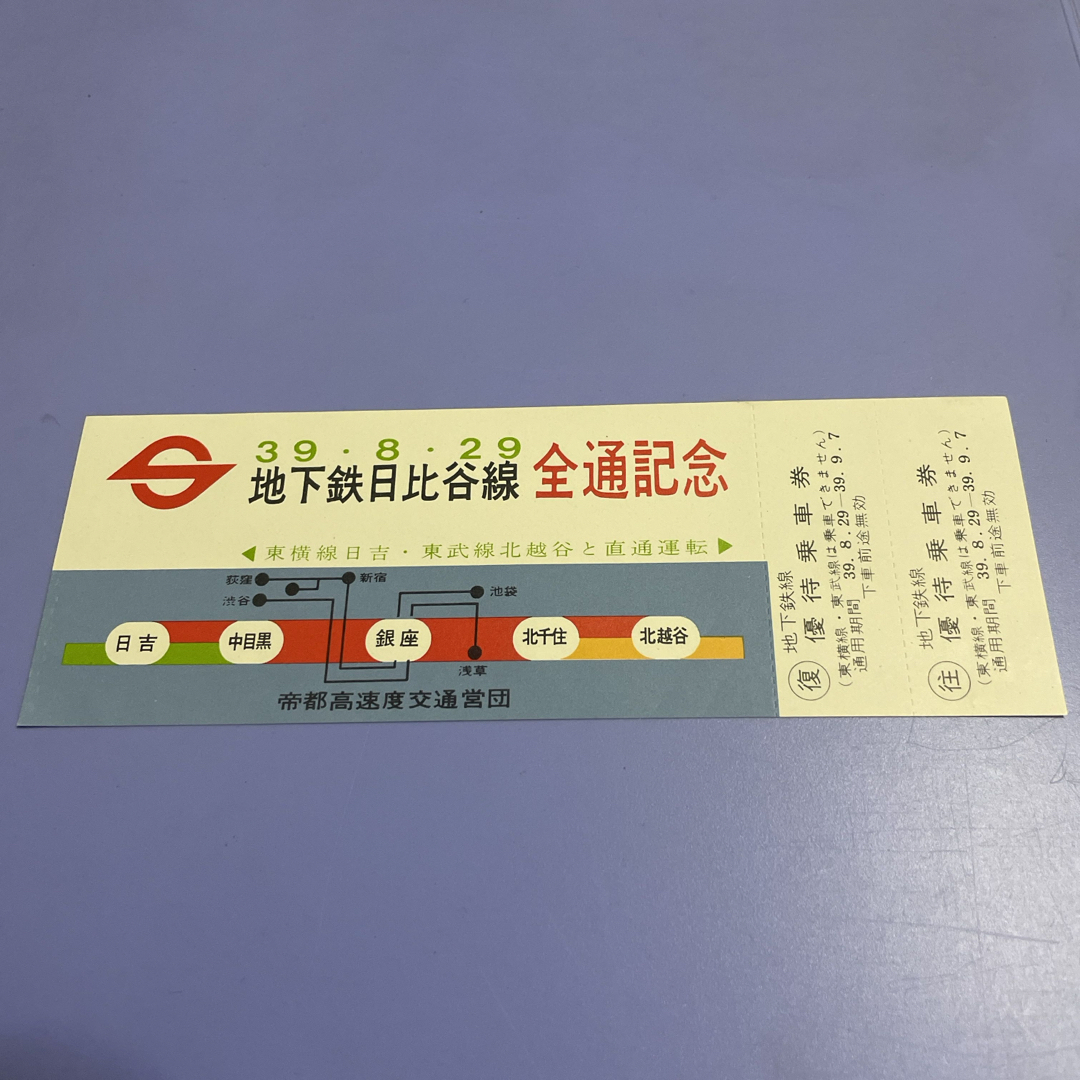 39・8・29
地下鉄日比谷線 全通記念
◀東横線日吉・東武線北越谷と直通運転▶
荻窪 新宿
渋谷 池袋
日吉 中目黒 銀座 北千住 北越谷
浅草
帝都高速度交通営団
地下鉄線
復 優待乗車券
(東横線・東武線は乗車できません)
通用期間 39. 8. 29—39. 9. 7
下車前途無効
地下鉄線
往 優待乗車券
(東横線・東武線は乗車できません)
通用期間 39. 8. 29—39. 9. 7
下車前途無効